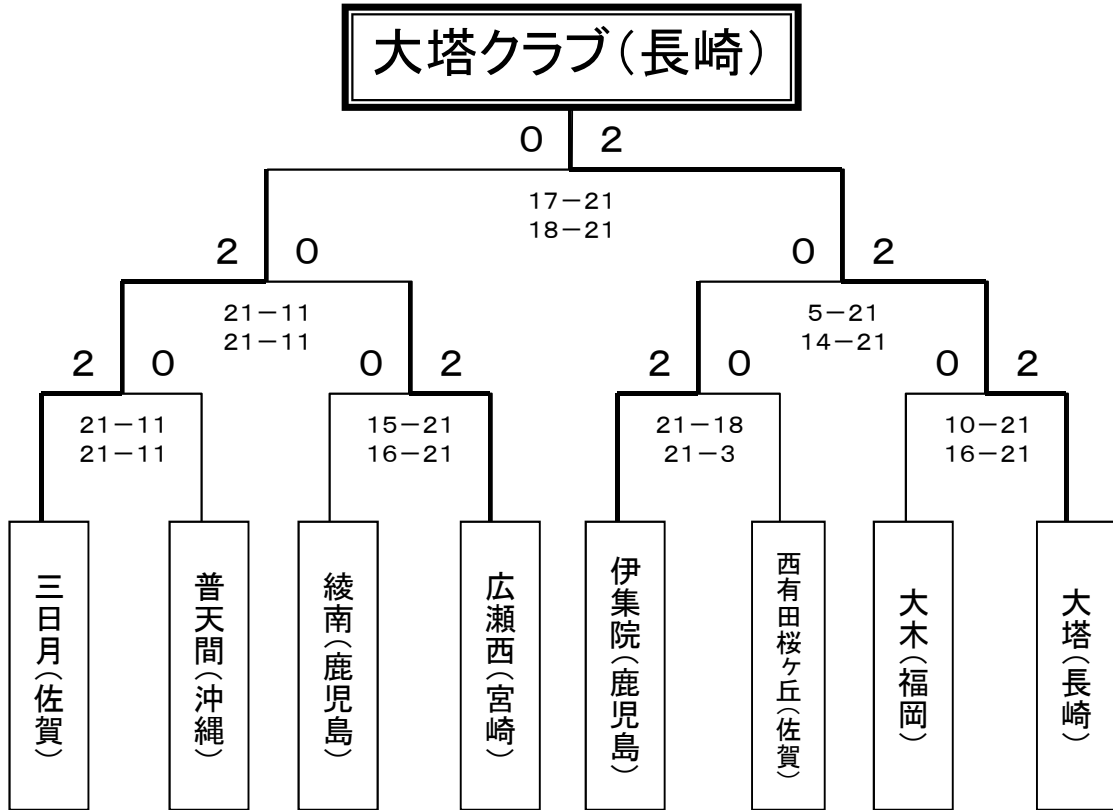 大塔クラブ（長崎）
0 2
17－21
18－21
2 0
0 2
21－11
21－11
5－21
14－21
2 0
0 2
2 0
0 2
21－11
21－11
15－21
16－21
21－18
21－3
10－21
16－21
三日月（佐賀）
普天間（沖縄）
綾南（鹿児島）
広瀬西（宮崎）
伊集院（鹿児島）
西有田桜ヶ丘（佐賀）
大木（福岡）
大塔（長崎）